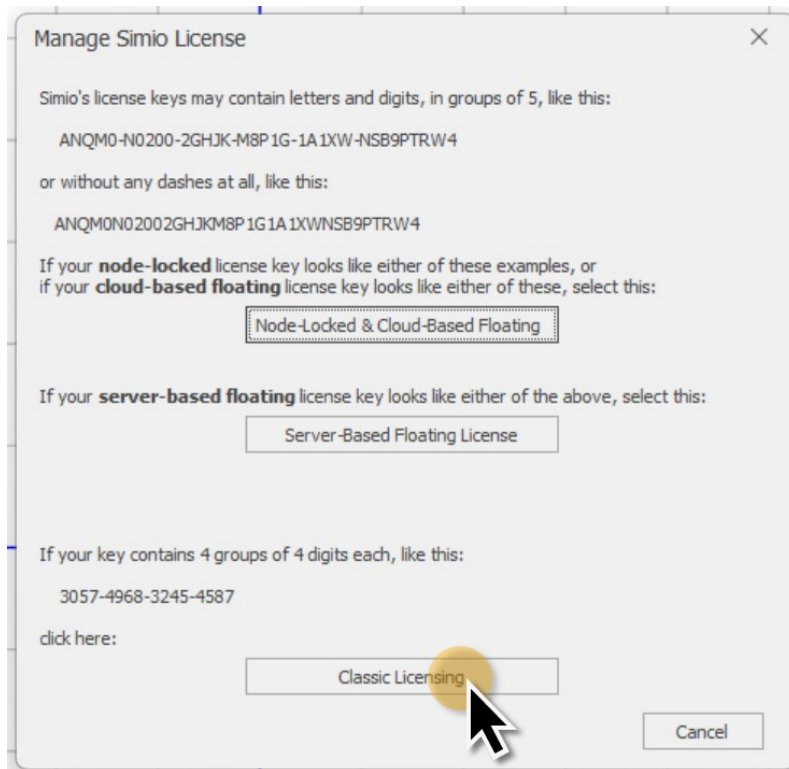 Manage Simio License
Simio's license keys may contain letters and digits, in groups of 5, like this:
ANQM0-N0200-2GHJK-M8P1G-1A1XW-NSB9PTRW4
or without any dashes at all, like this:
ANQM0N02002GHJKM8P1G1A1XWNSB9PTRW4
If your node-locked license key looks like either of these examples, or
if your cloud-based floating license key looks like either of these, select this:
Node-Locked & Cloud-Based Floating
If your server-based floating license key looks like either of the above, select this:
Server-Based Floating License
If your key contains 4 groups of 4 digits each, like this:
3057-4968-3245-4587
click here:
Classic Licensing
Cancel